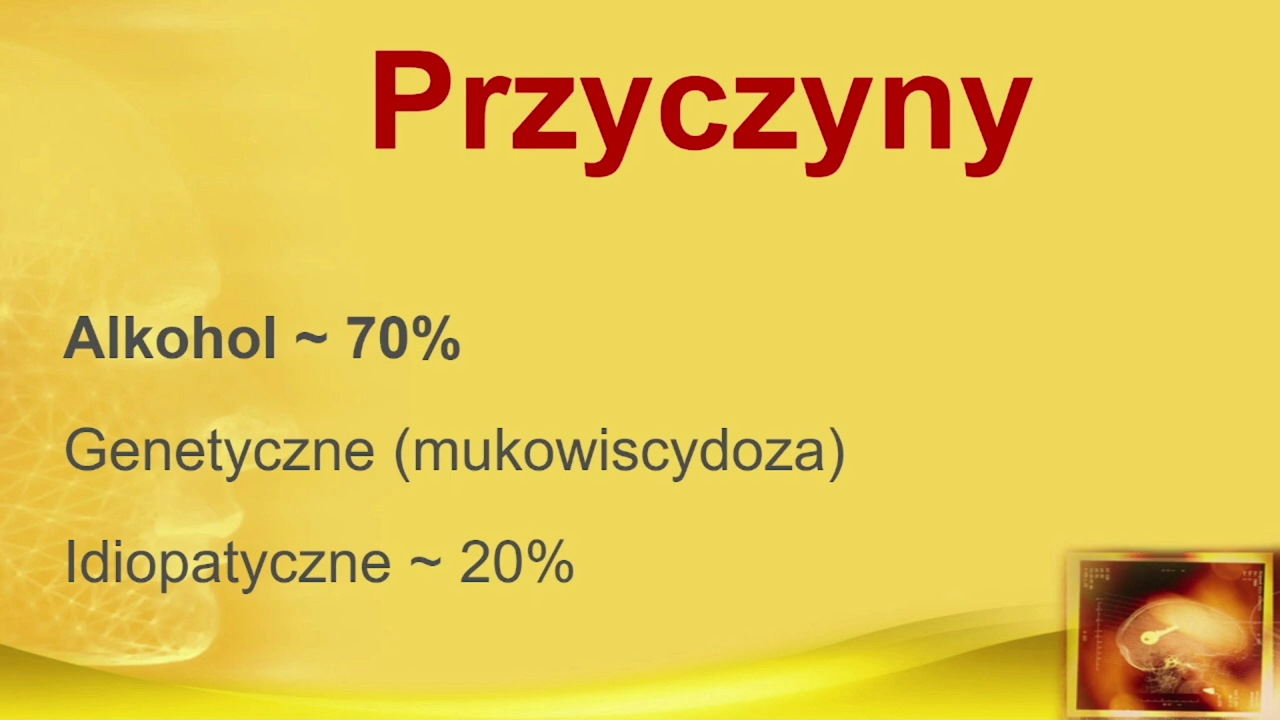 Przyczyny
Alkohol ~ 70%
Genetyczne (mukowiscydoza)
Idiopatyczne ~ 20%